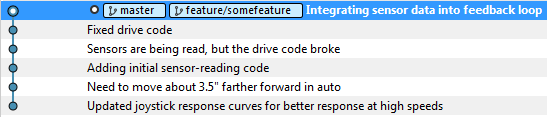 master feature/somefeature Integrating sensor data into feedback loop
Fixed drive code
Sensors are being read, but the drive code broke
Adding initial sensor-reading code
Need to move about 3.5" farther forward in auto
Updated joystick response curves for better response at high speeds